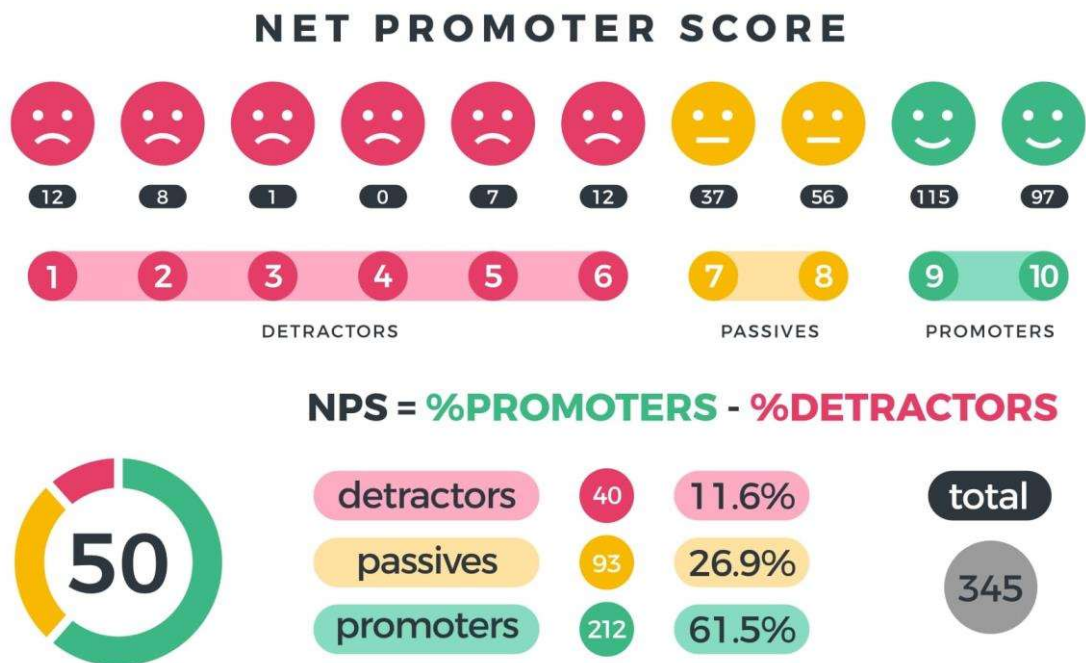 NET PROMOTER SCORE
12 8 1 0 7 12 37 56 115 97
1 2 3 4 5 6 7 8 9 10
DETRACTORS PASSIVES PROMOTERS
NPS = %PROMOTERS - %DETRACTORS
50
detractors 40 11.6%
passives 93 26.9%
promoters 212 61.5%
total
345